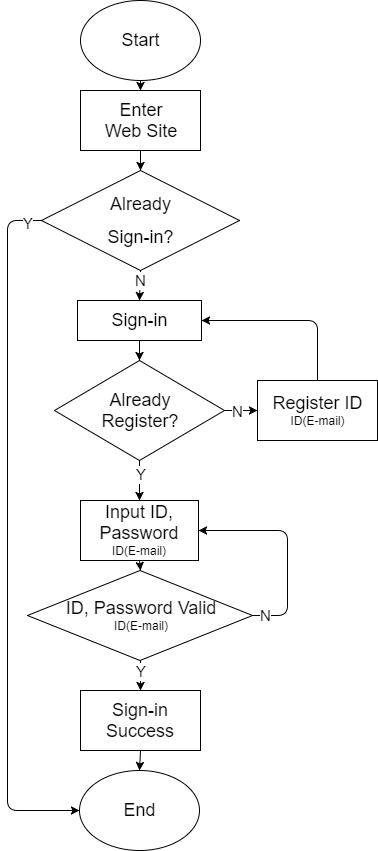 Start
Enter
Web Site
Already
Sign-in?
Y
N
Sign-in
Already
Register?
N
Register ID
ID(E-mail)
Y
Input ID,
Password
ID(E-mail)
ID, Password Valid
ID(E-mail)
N
Y
Sign-in
Success
End